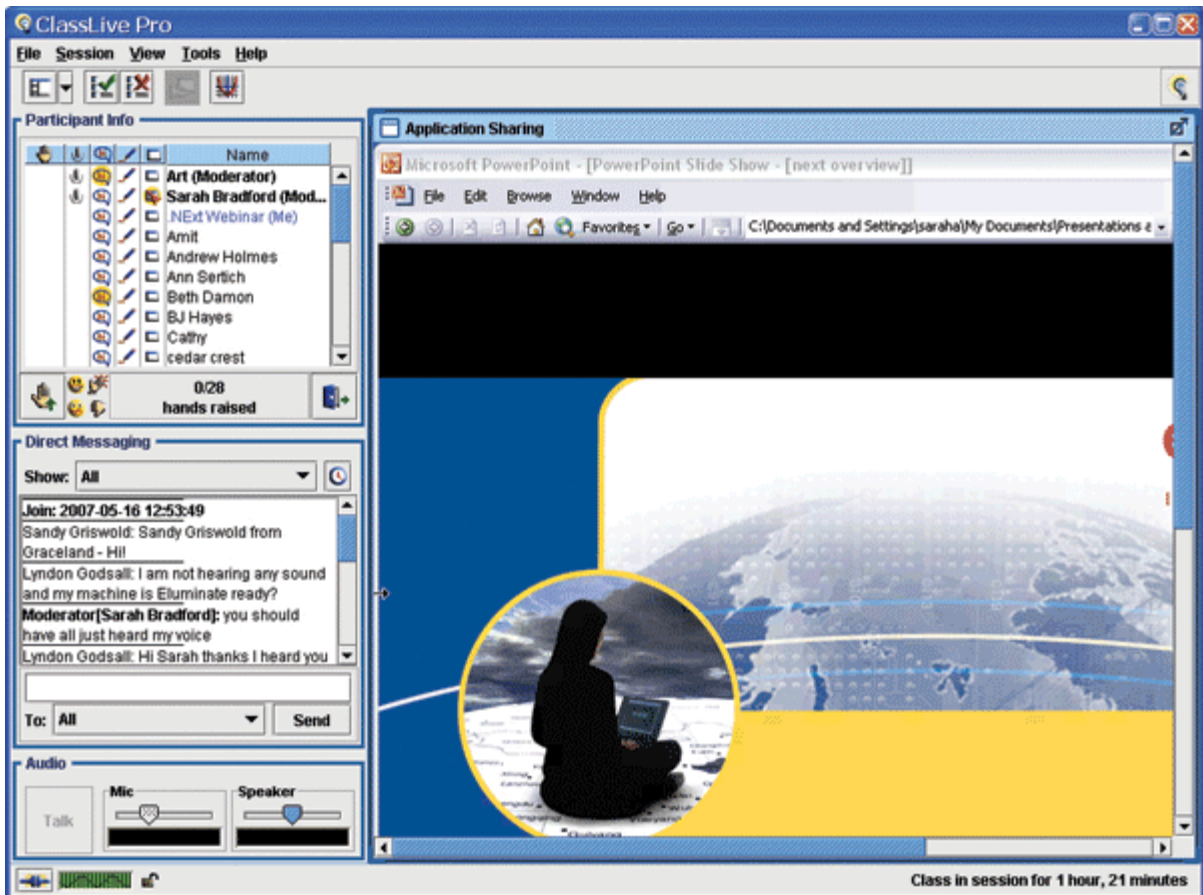 ClassLive Pro
File Session View Tools Help
Participant Info
Name
Art (Moderator)
Sarah Bradford (Mod...
.NExt Webinar (Me)
Amit
Andrew Holmes
Ann Sertich
Beth Damon
BJ Hayes
Cathy
cedar crest
0/28
hands raised
Direct Messaging
Show: All
Join: 2007-05-16 12:53:49
Sandy Griswold: Sandy Griswold from
Graceland - Hi!
Lyndon Godsall: I am not hearing any sound
and my machine is Eluminate ready?
Moderator[Sarah Bradford]: you should
have all just heard my voice
Lyndon Godsall: Hi Sarah thanks I heard you
To: All Send
Audio
Talk
Mic Speaker
Application Sharing
Microsoft PowerPoint - [PowerPoint Slide Show - [next overview]]
File Edit Browse Window Help
Favorites Go C:\Documents and Settings\saraha\My Documents\Presentations a
Class in session for 1 hour, 21 minutes